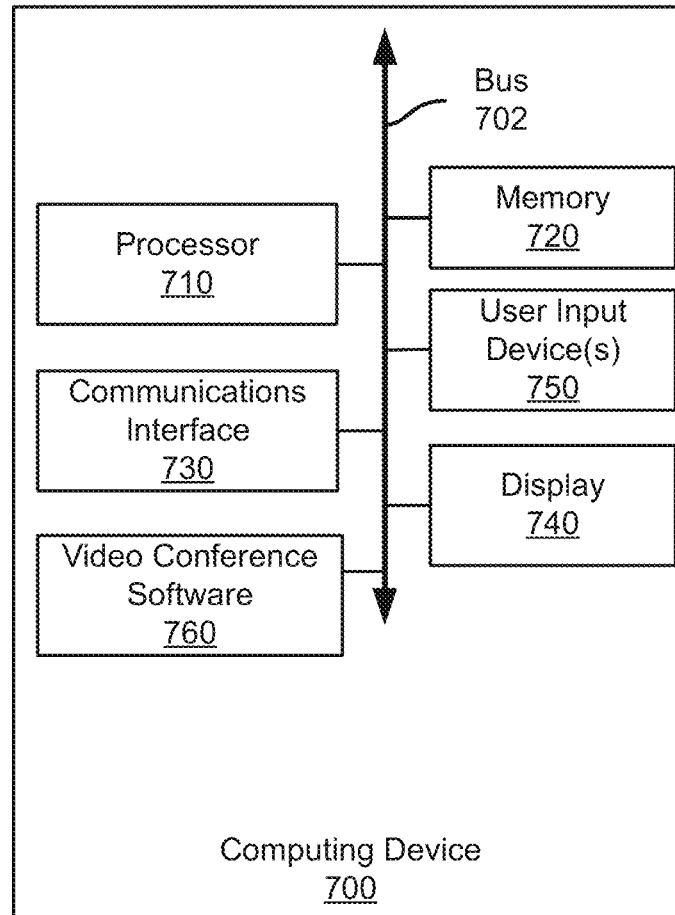 Bus
702
Processor
710
Memory
720
User Input
Device(s)
750
Communications
Interface
730
Display
740
Video Conference
Software
760
Computing Device
700